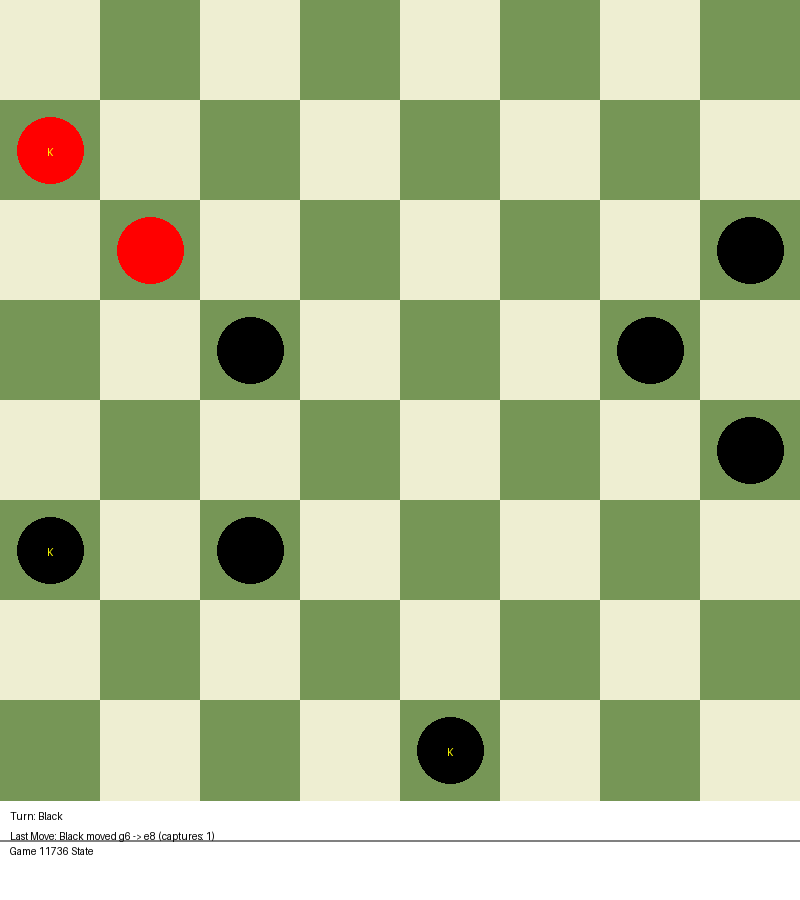 K
K
K
Turn: Black
Last Move: Black moved g6 -> e8 (captures: 1)
Game 11736 State